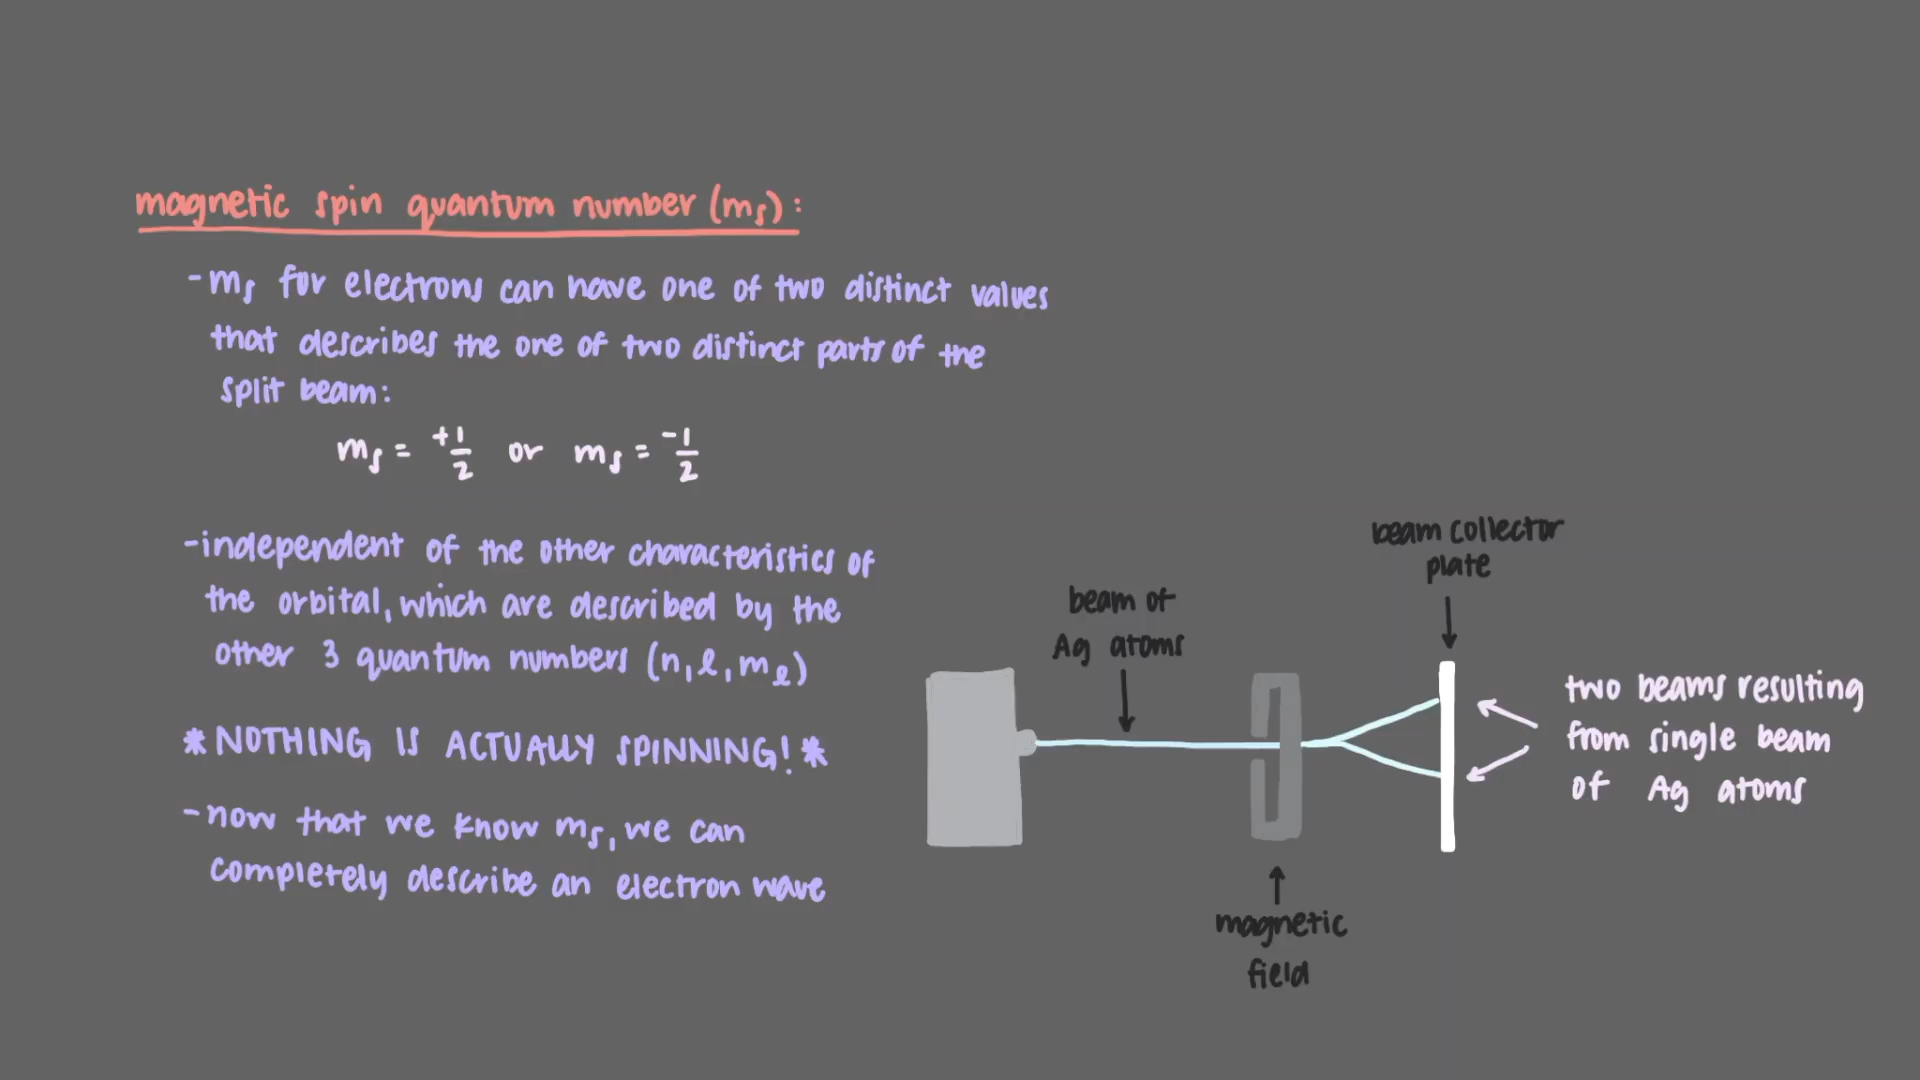 magnetic spin quantum number (ms):
- ms for electrons can have one of two distinct values
that describes the one of two distinct parts of the
split beam:
ms = +1/2 or ms = -1/2
- independent of the other characteristics of
the orbital, which are described by the
other 3 quantum numbers (n, l, ml)
* NOTHING IS ACTUALLY SPINNING! *
- now that we know ms, we can
completely describe an electron wave
beam collector
plate
beam of
Ag atoms
two beams resulting
from single beam
of Ag atoms
magnetic
field